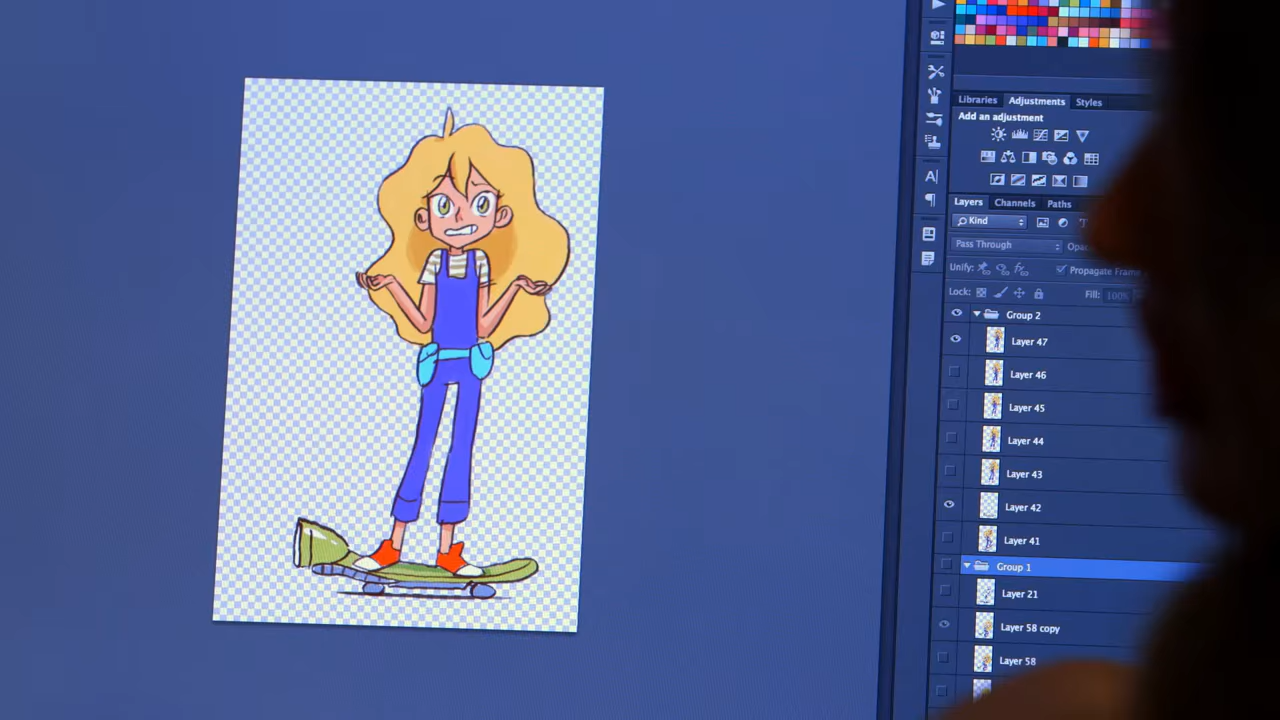 Libraries Adjustments Styles
Add an adjustment
Layers Channels Paths
Kind
Pass Through
Unify: Propagate Frame
Lock: Fill: 100%
Group 2
Layer 47
Layer 46
Layer 45
Layer 44
Layer 43
Layer 42
Layer 41
Group 1
Layer 21
Layer 58 copy
Layer 58